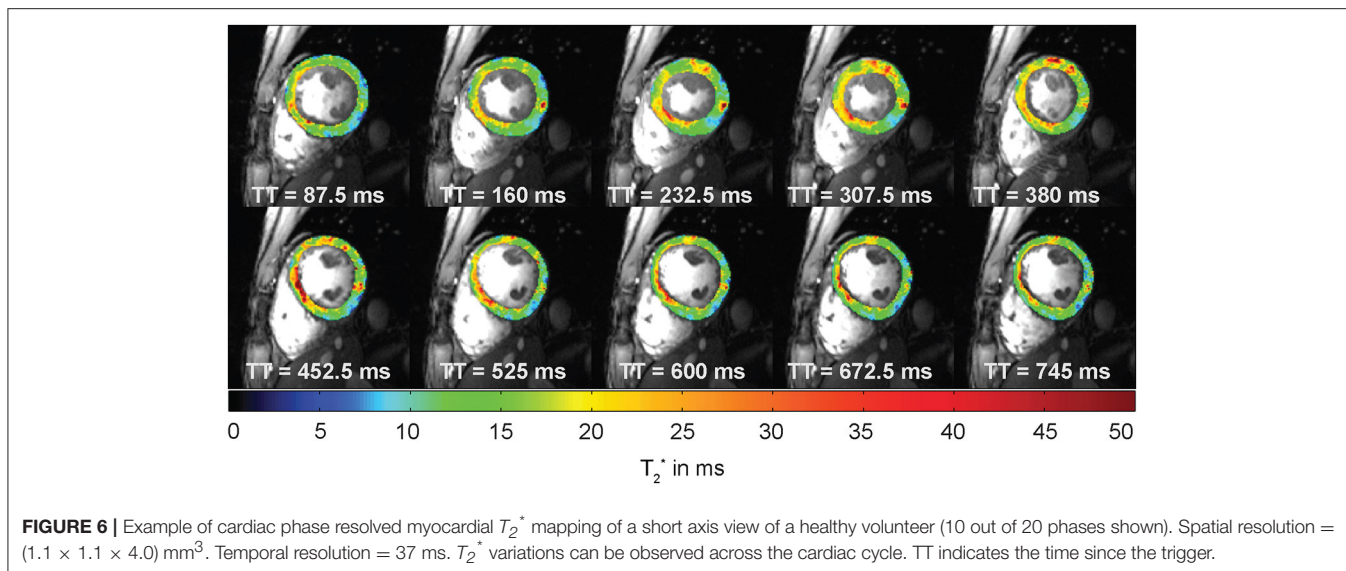 TT = 87.5 ms TT = 160 ms TT = 232.5 ms TT = 307.5 ms TT = 380 ms
TT = 452.5 ms TT = 525 ms TT = 600 ms TT = 672.5 ms TT = 745 ms
0 5 10 15 20 25 30 35 40 45 50
T₂* in ms
FIGURE 6 | Example of cardiac phase resolved myocardial T₂* mapping of a short axis view of a healthy volunteer (10 out of 20 phases shown). Spatial resolution =
(1.1 × 1.1 × 4.0) mm³. Temporal resolution = 37 ms. T₂* variations can be observed across the cardiac cycle. TT indicates the time since the trigger.